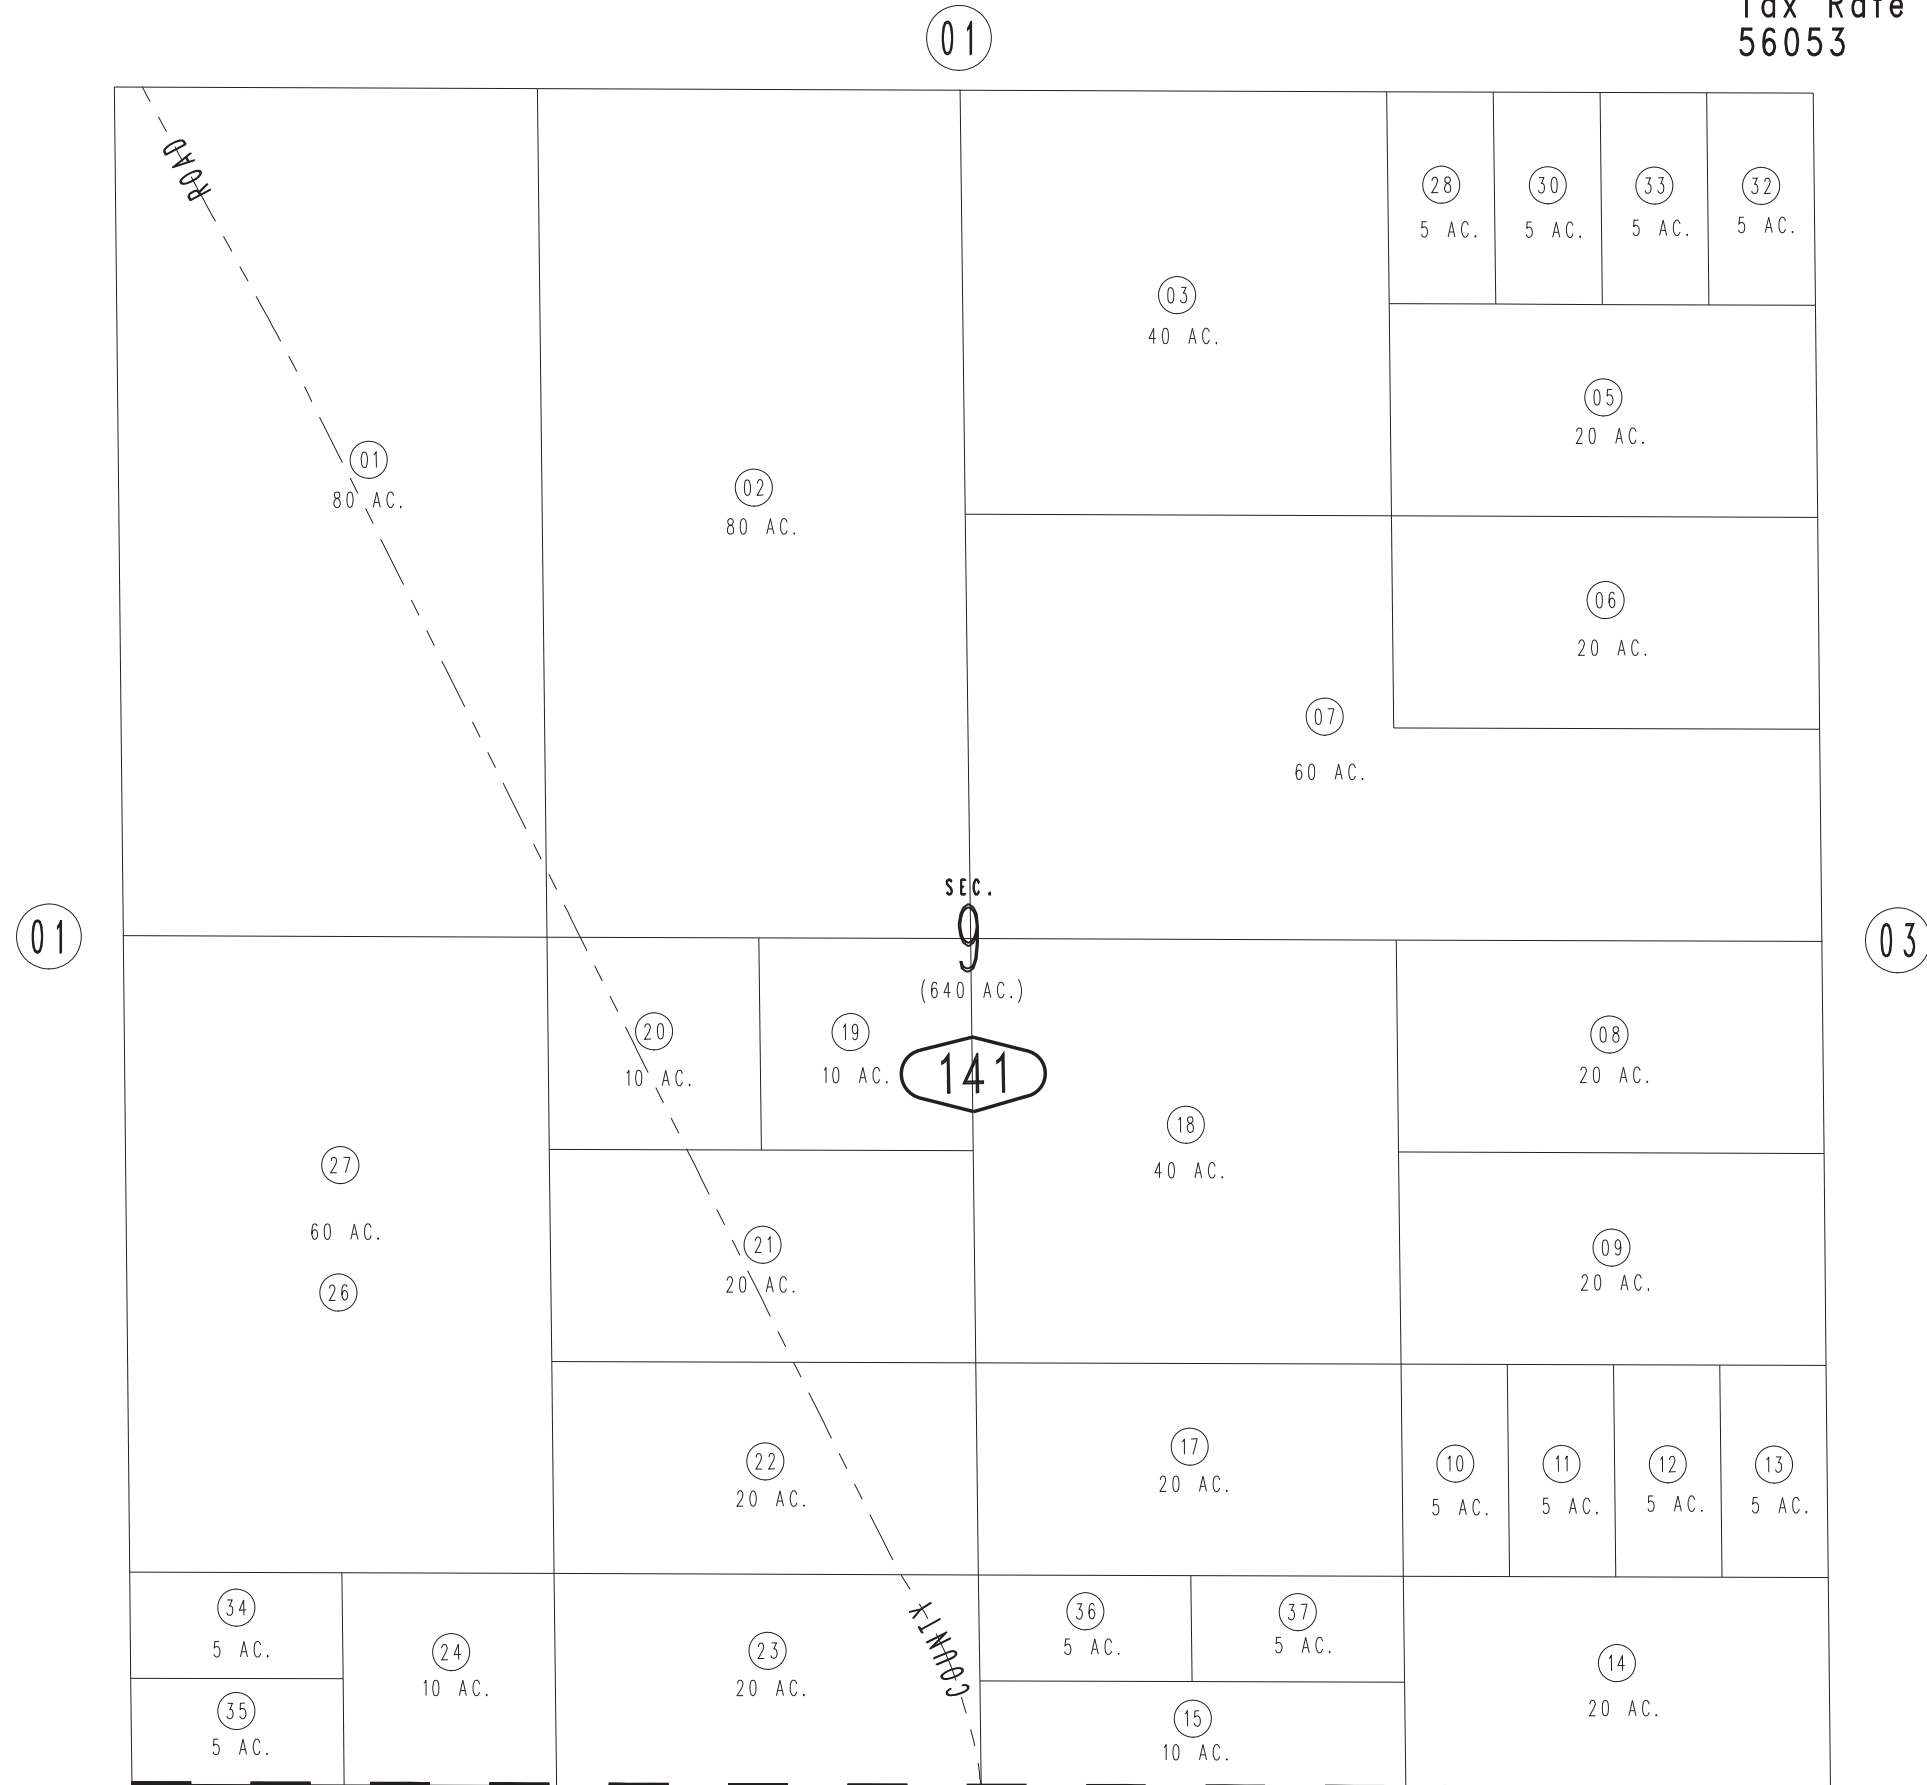 Tax Rate
56053
01
ROAD
28
5 AC.
30
5 AC.
33
5 AC.
32
5 AC.
03
40 AC.
05
20 AC.
01
80 AC.
02
80 AC.
06
20 AC.
07
60 AC.
SEC.
9
(640 AC.)
141
01
03
20
10 AC.
19
10 AC.
08
20 AC.
18
40 AC.
27
60 AC.
26
21
20 AC.
09
20 AC.
22
20 AC.
17
20 AC.
10
5 AC.
11
5 AC.
12
5 AC.
13
5 AC.
34
5 AC.
24
10 AC.
23
20 AC.
COUNTY
36
5 AC.
37
5 AC.
14
20 AC.
35
5 AC.
15
10 AC.